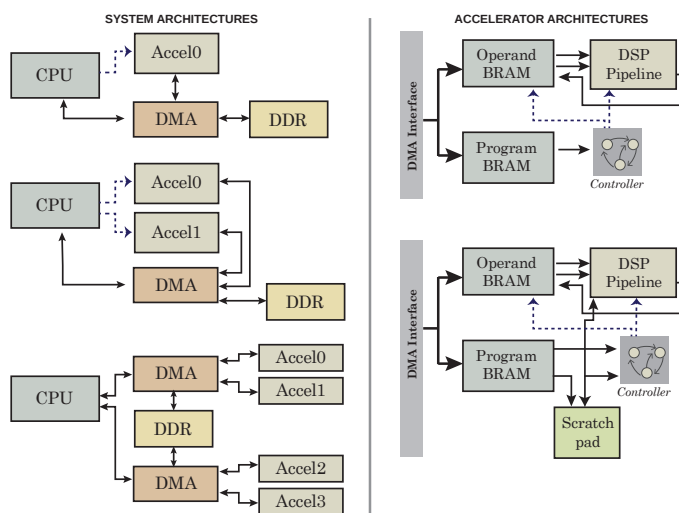 SYSTEM ARCHITECTURES
CPU
Accel0
DMA
DDR
CPU
Accel0
Accel1
DMA
DDR
CPU
DMA
Accel0
Accel1
DDR
DMA
Accel2
Accel3
ACCELERATOR ARCHITECTURES
DMA Interface
Operand
BRAM
DSP
Pipeline
Program
BRAM
Controller
DMA Interface
Operand
BRAM
DSP
Pipeline
Program
BRAM
Controller
Scratch
pad